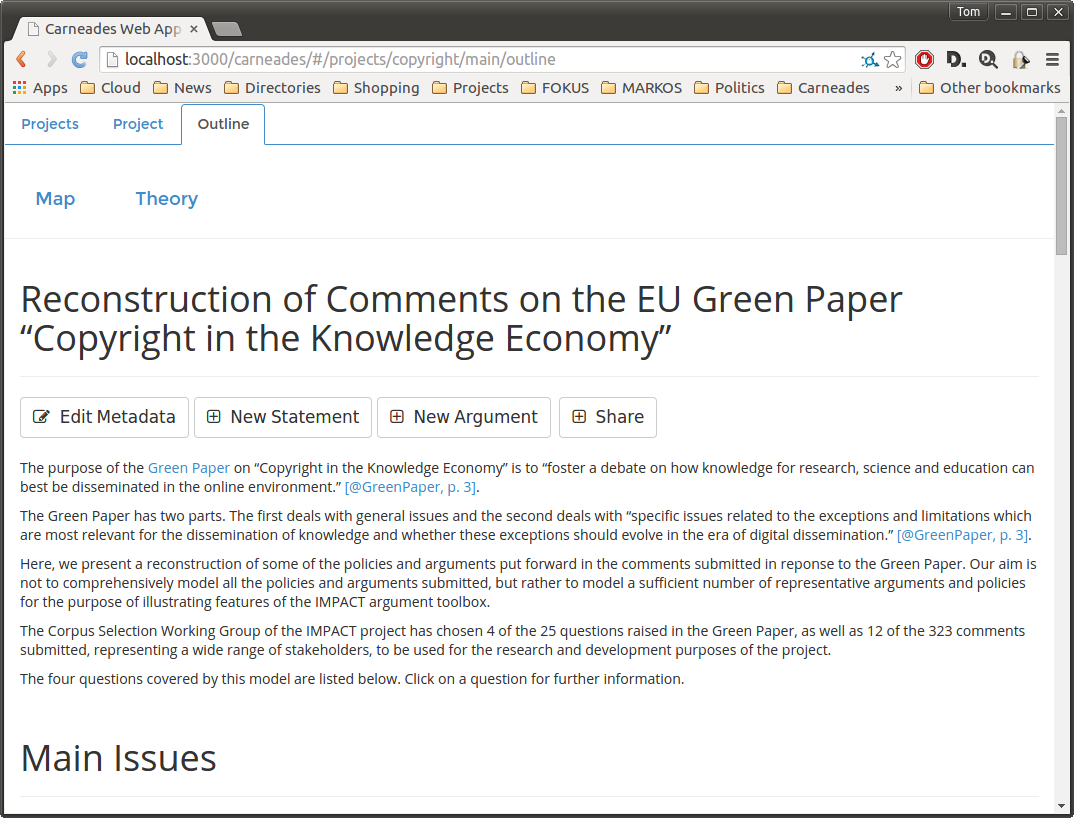 Tom
Carneades Web App
localhost:3000/carneades/#/projects/copyright/main/outline
Apps Cloud News Directories Shopping Projects FOKUS MARKOS Politics Carneades » Other bookmarks
Projects Project Outline
Map Theory
Reconstruction of Comments on the EU Green Paper
“Copyright in the Knowledge Economy”
Edit Metadata New Statement New Argument Share
The purpose of the Green Paper on “Copyright in the Knowledge Economy” is to “foster a debate on how knowledge for research, science and education can
best be disseminated in the online environment.” [@GreenPaper, p. 3].
The Green Paper has two parts. The first deals with general issues and the second deals with “specific issues related to the exceptions and limitations which
are most relevant for the dissemination of knowledge and whether these exceptions should evolve in the era of digital dissemination.” [@GreenPaper, p. 3].
Here, we present a reconstruction of some of the policies and arguments put forward in the comments submitted in reponse to the Green Paper. Our aim is
not to comprehensively model all the policies and arguments submitted, but rather to model a sufficient number of representative arguments and policies
for the purpose of illustrating features of the IMPACT argument toolbox.
The Corpus Selection Working Group of the IMPACT project has chosen 4 of the 25 questions raised in the Green Paper, as well as 12 of the 323 comments
submitted, representing a wide range of stakeholders, to be used for the research and development purposes of the project.
The four questions covered by this model are listed below. Click on a question for further information.
Main Issues